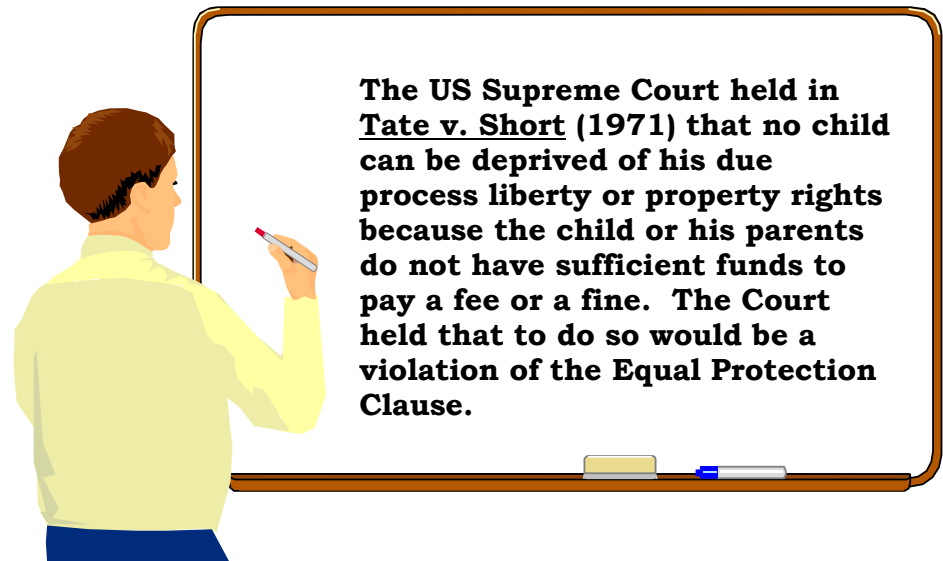 The US Supreme Court held in
Tate v. Short (1971) that no child
can be deprived of his due
process liberty or property rights
because the child or his parents
do not have sufficient funds to
pay a fee or a fine.  The Court
held that to do so would be a
violation of the Equal Protection
Clause.